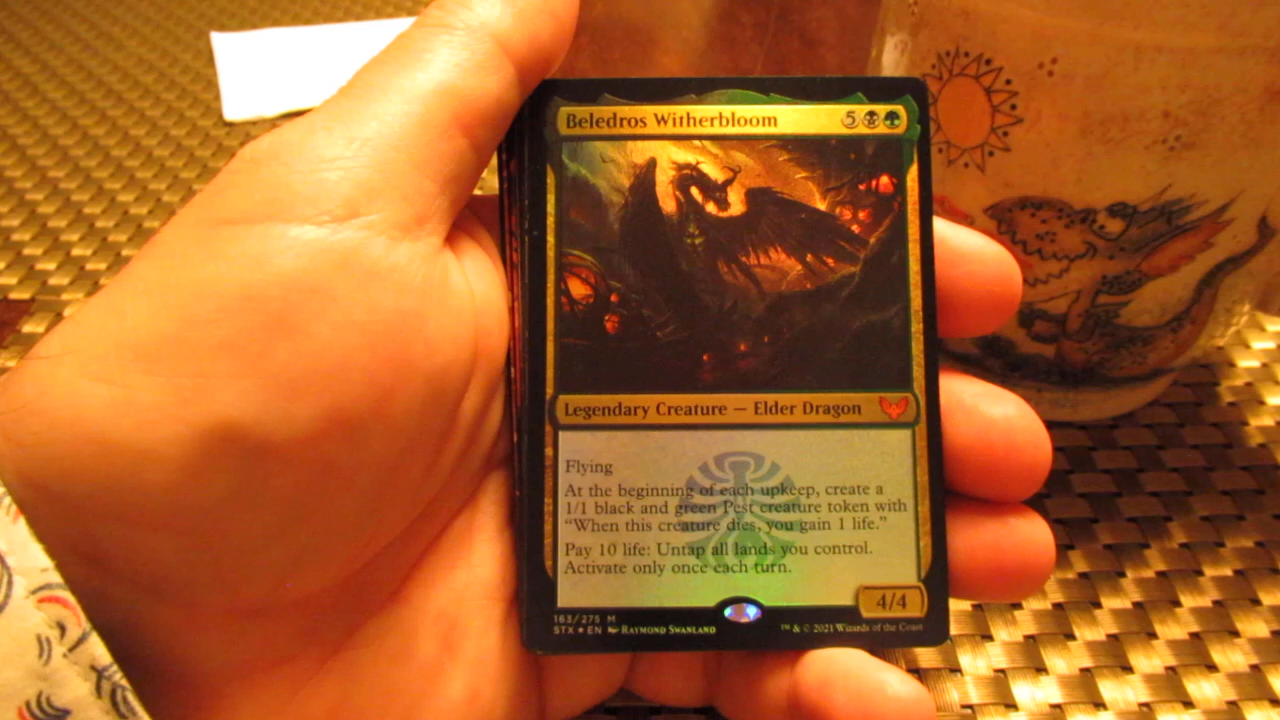 Beledros Witherbloom 5
Legendary Creature — Elder Dragon
Flying
At the beginning of each upkeep, create a
1/1 black and green Pest creature token with
“When this creature dies, you gain 1 life.”
Pay 10 life: Untap all lands you control.
Activate only once each turn.
4/4
163/275 M
STX ★ EN Raymond Swanland
™ & © 2021 Wizards of the Coast